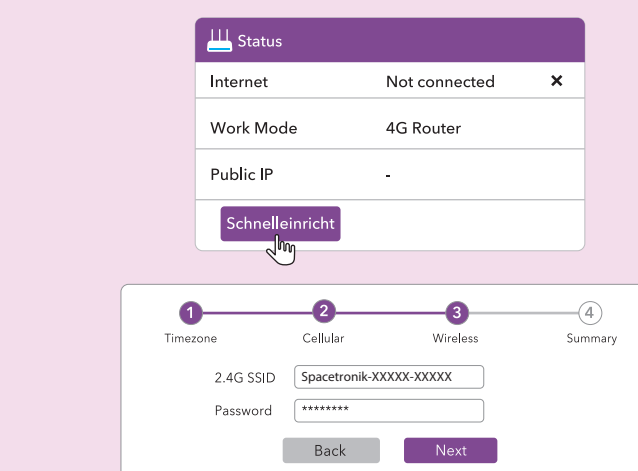 Status
Internet Not connected ×
Work Mode 4G Router
Public IP -
Schnelleinricht
1 2 3 4
Timezone Cellular Wireless Summary
2.4G SSID Spacetronik-XXXXX-XXXXX
Password ********
Back Next